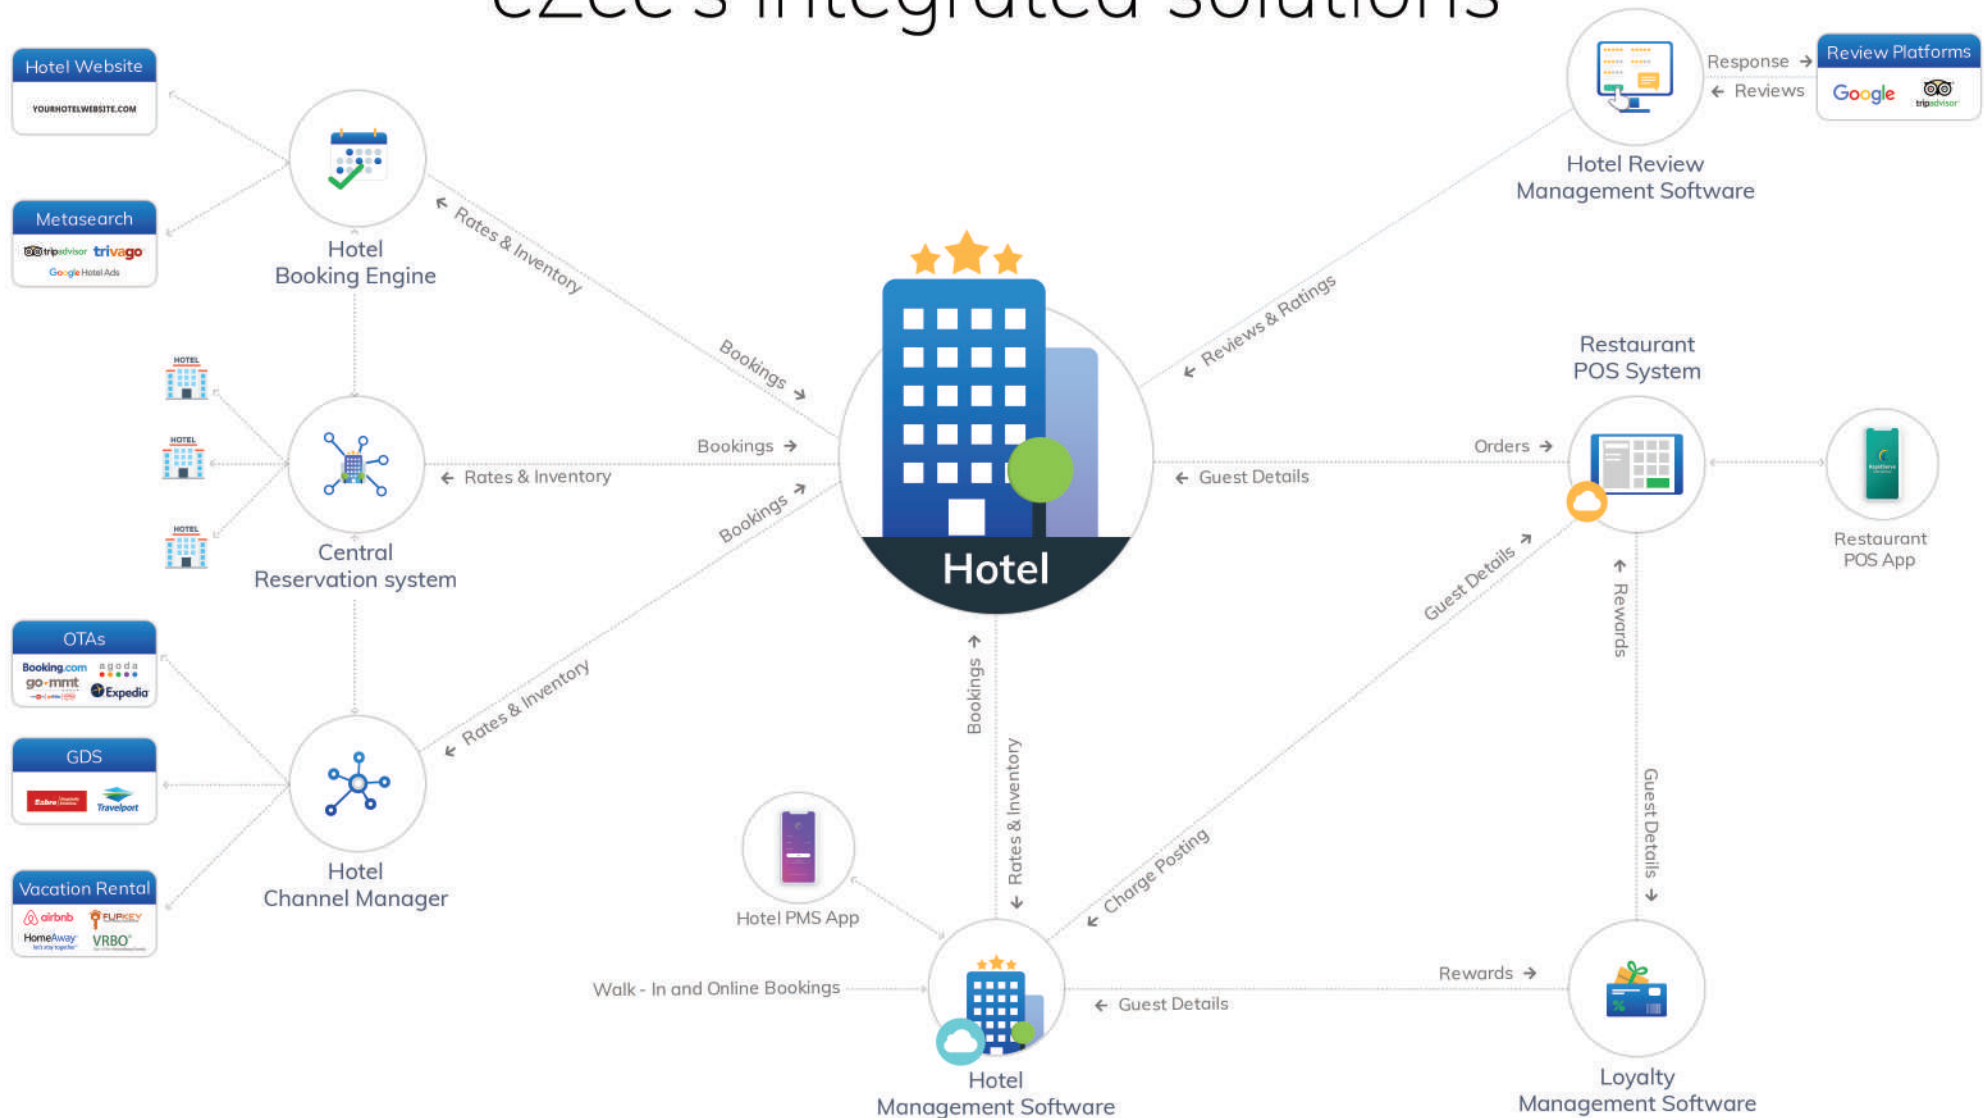 eZee's integrated solutions
Hotel Website
YOURHOTELWEBSITE.COM
Metasearch
tripadvisor trivago
Google Hotel Ads
Hotel
Booking Engine
← Rates & Inventory
Bookings →
HOTEL
HOTEL
HOTEL
Central
Reservation system
Bookings →
← Rates & Inventory
OTAs
Booking.com agoda
go-mmt Expedia
GDS
Sabre Travelport
Vacation Rental
airbnb FLIPKEY
HomeAway VRBO
let's stay together
Hotel
Channel Manager
Bookings →
← Rates & Inventory
Hotel
Hotel Review
Management Software
Response →
← Reviews
Review Platforms
Google tripadvisor
← Reviews & Ratings
Restaurant
POS System
Orders →
← Guest Details
Restaurant
POS App
Guest Details →
← Charge Posting
← Rewards
Guest Details →
Bookings →
← Rates & Inventory
Hotel PMS App
Walk - In and Online Bookings
Hotel
Management Software
Rewards →
← Guest Details
Loyalty
Management Software